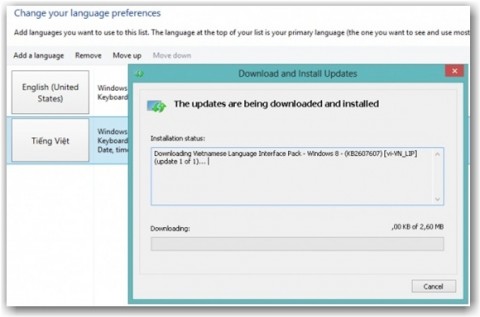 Change your language preferences
Add languages you want to use to this list. The language at the top of your list is your primary language (the one you want to see and use most
Add a language Remove Move up Move down
Download and Install Updates
English (United
States)
Windows
Keyboard
The updates are being downloaded and installed
Tiếng Việt
Windows
Keyboard
Date, time
Installation status:
Downloading Vietnamese Language Interface Pack - Windows 8 - (KB2607607) [vi-VN_LIP]
(update 1 of 1)...
Downloading:
,00 KB of 2,60 MB
Cancel